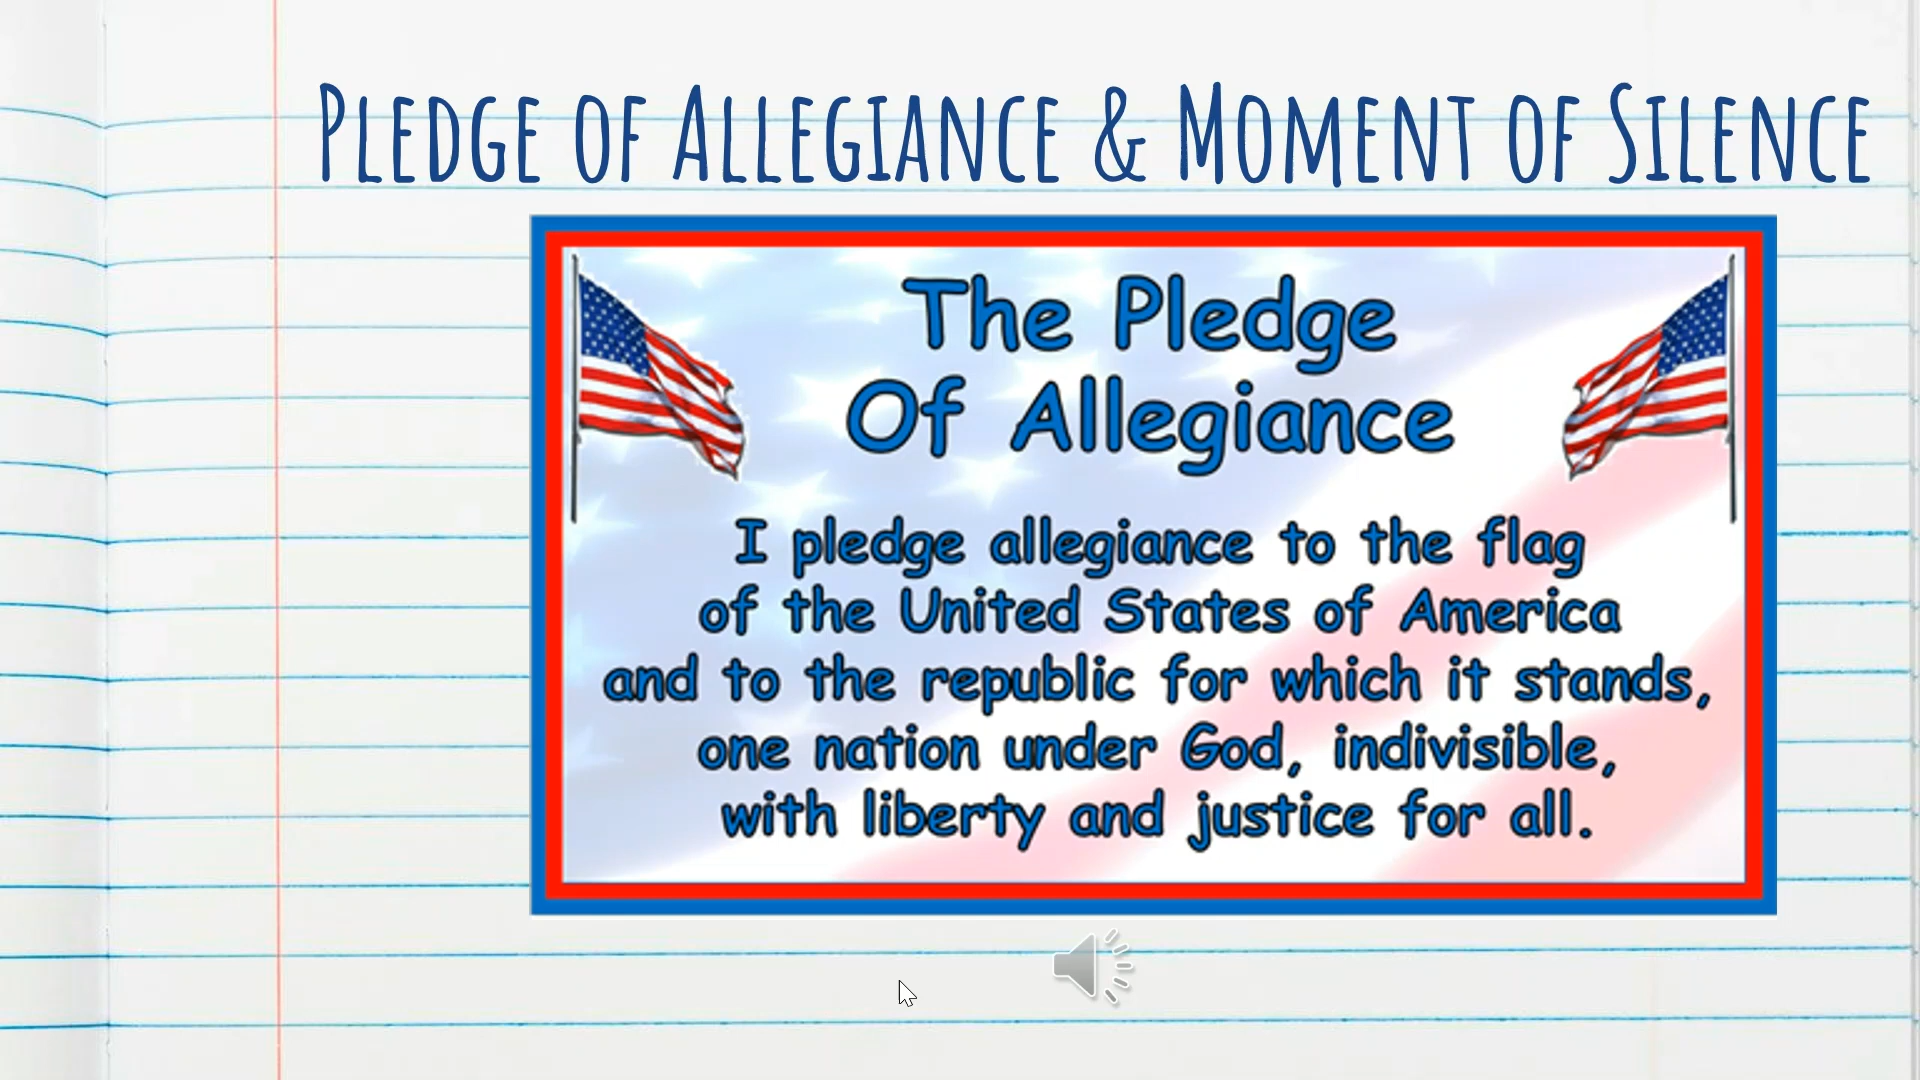 Pledge of Allegiance & Moment of Silence
The Pledge
Of Allegiance
I pledge allegiance to the flag
of the United States of America
and to the republic for which it stands,
one nation under God, indivisible,
with liberty and justice for all.